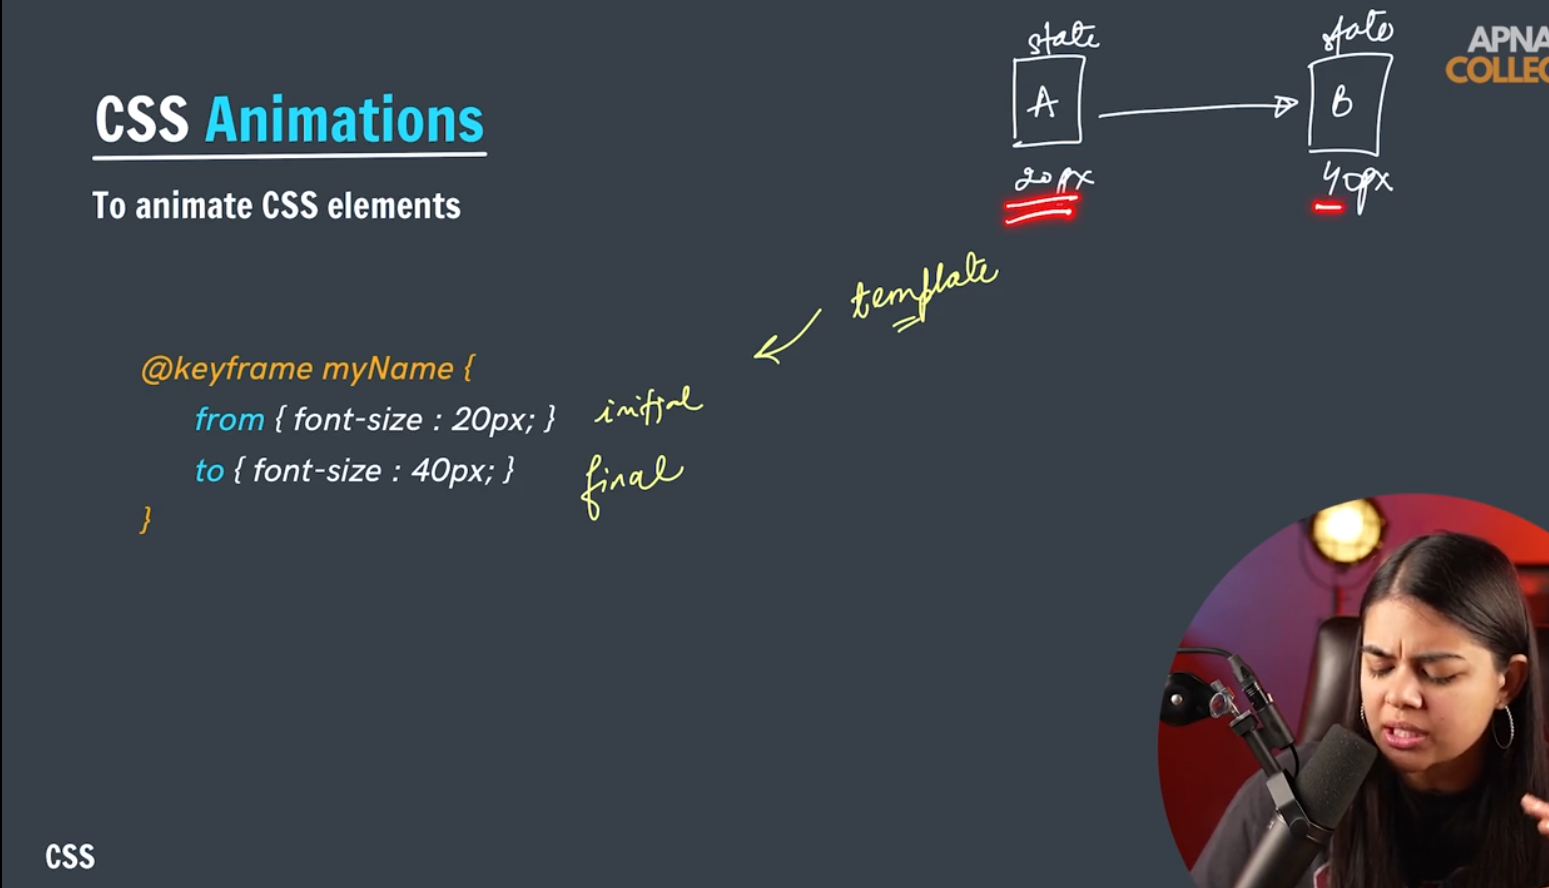 state
state
APNA
COLLEC
A
B
CSS Animations
20px
40px
To animate CSS elements
template
@keyframe myName {
from { font-size : 20px; } initial
to { font-size : 40px; } final
}
CSS